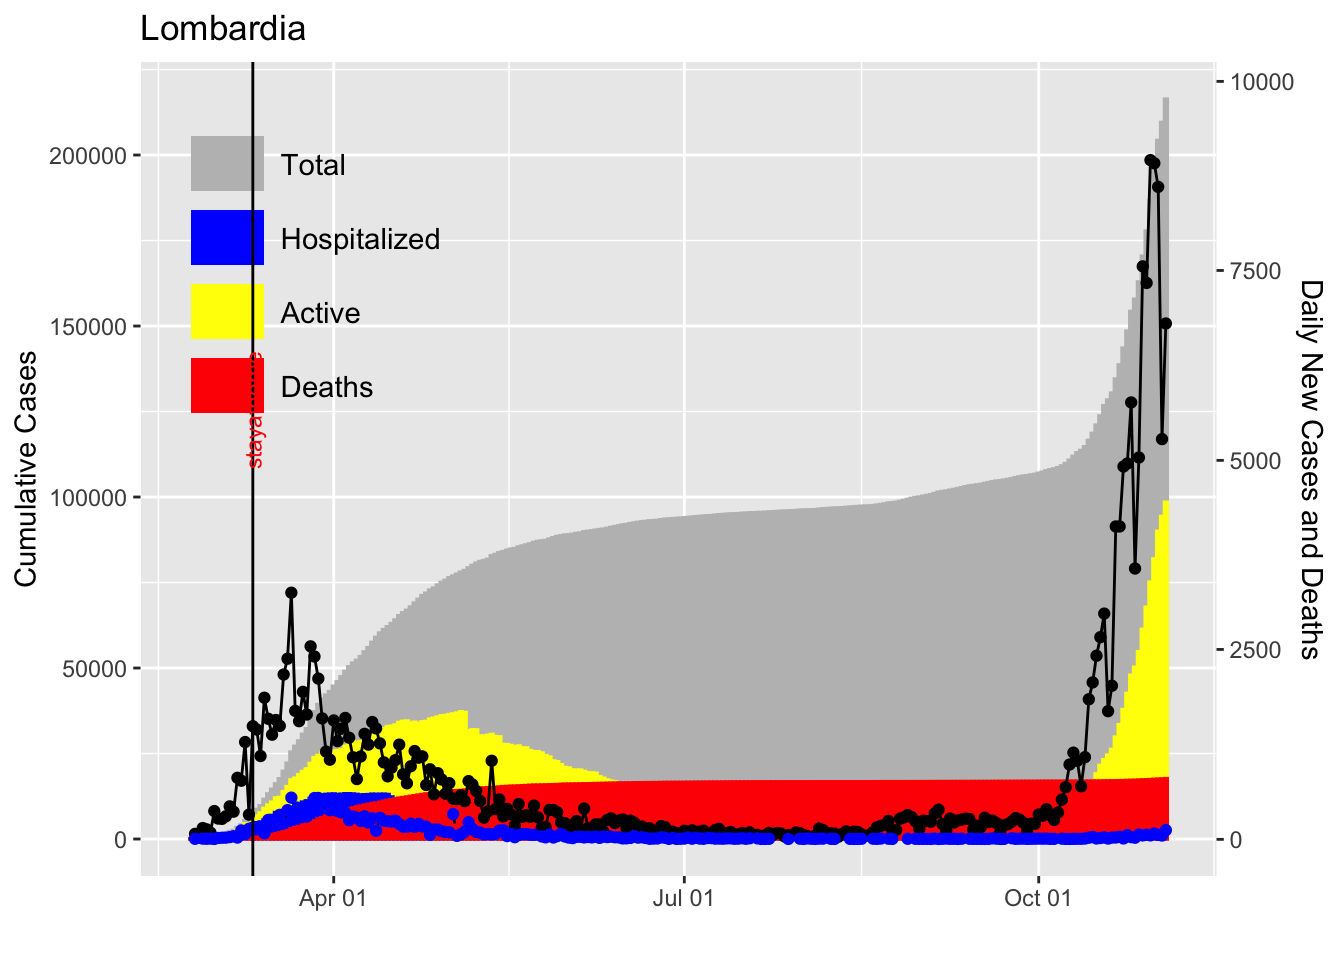 Lombardia
Cumulative Cases
200000
150000
100000
50000
0
Total
Hospitalized
Active
Deaths
10000
7500
5000
2500
0
Daily New Cases and Deaths
Apr 01
Jul 01
Oct 01